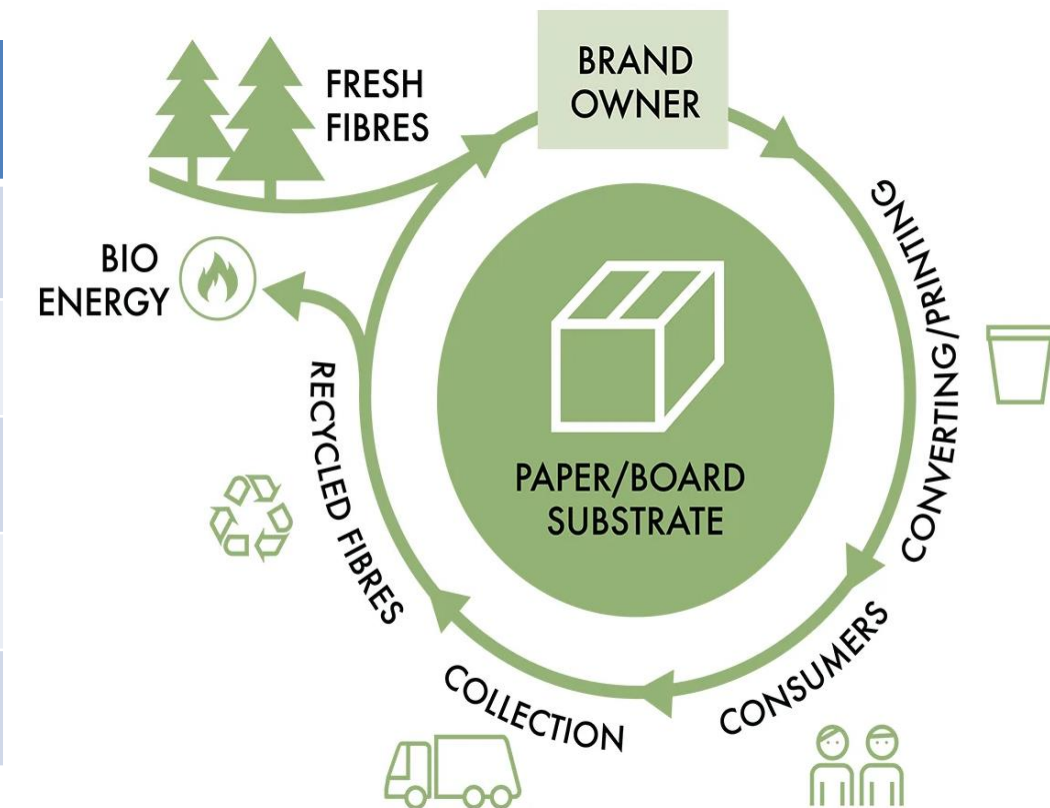 FRESH
FIBRES
BRAND
OWNER
CONVERTING/PRINTING
BIO
ENERGY
PAPER/BOARD
SUBSTRATE
RECYCLED FIBRES
COLLECTION
CONSUMERS